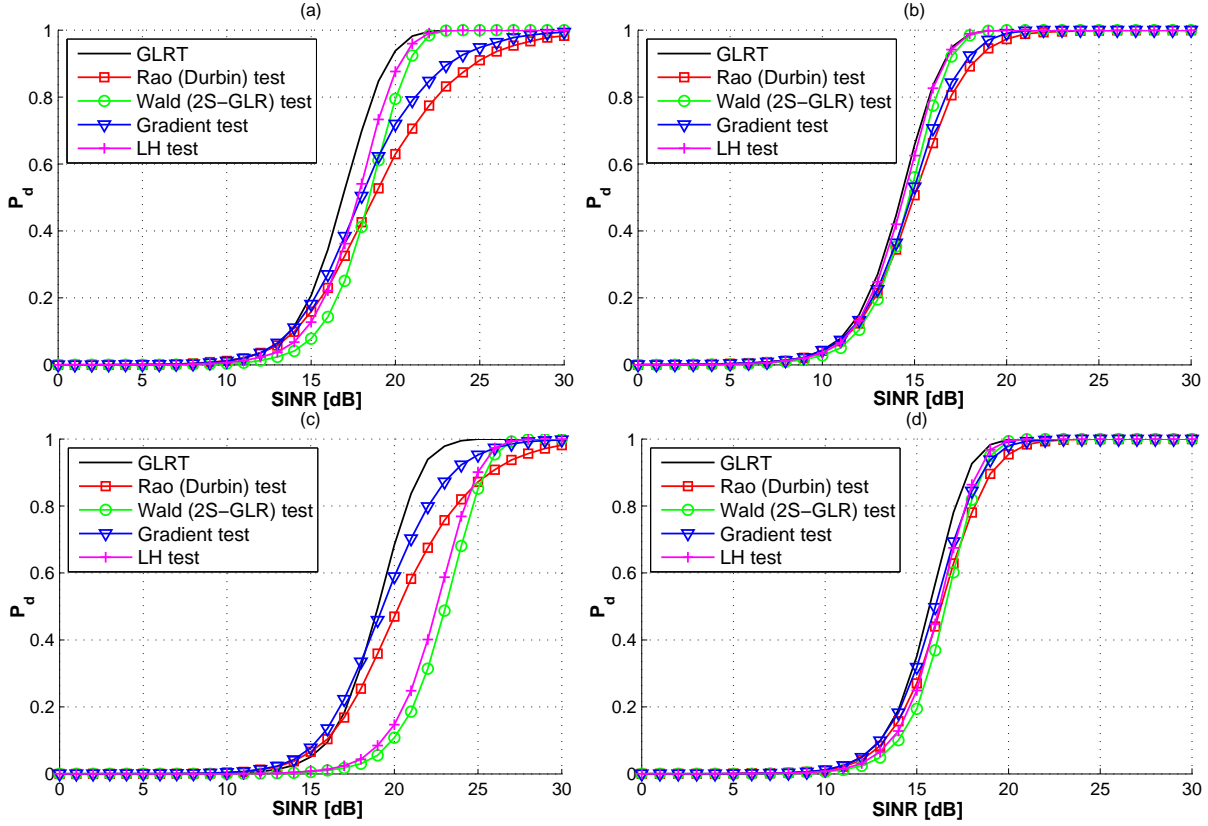 (a)
1
0.8
0.6
0.4
0.2
0
P_d
0 5 10 15 20 25 30
SINR [dB]
GLRT
Rao (Durbin) test
Wald (2S−GLR) test
Gradient test
LH test
(b)
1
0.8
0.6
0.4
0.2
0
P_d
0 5 10 15 20 25 30
SINR [dB]
GLRT
Rao (Durbin) test
Wald (2S−GLR) test
Gradient test
LH test
(c)
1
0.8
0.6
0.4
0.2
0
P_d
0 5 10 15 20 25 30
SINR [dB]
GLRT
Rao (Durbin) test
Wald (2S−GLR) test
Gradient test
LH test
(d)
1
0.8
0.6
0.4
0.2
0
P_d
0 5 10 15 20 25 30
SINR [dB]
GLRT
Rao (Durbin) test
Wald (2S−GLR) test
Gradient test
LH test